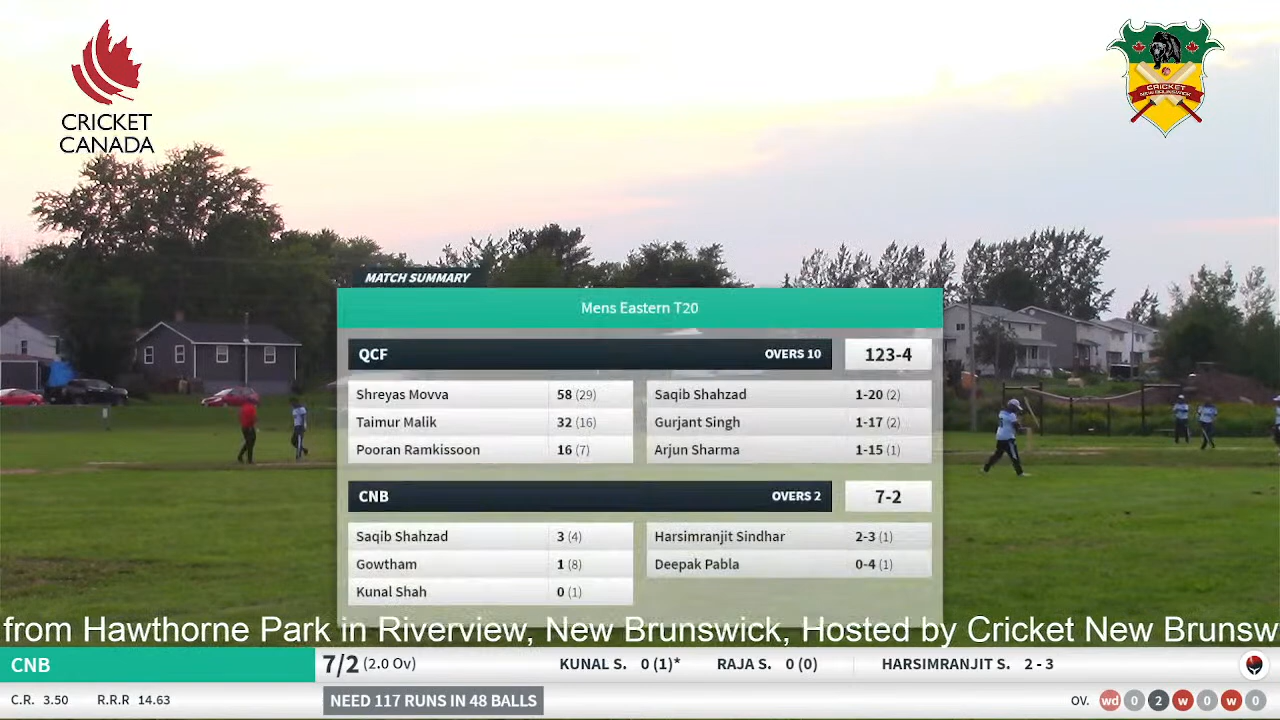 CRICKET
CANADA
CRICKET
NEW BRUNSWICK
MATCH SUMMARY
Mens Eastern T20
QCF OVERS 10 123-4
Shreyas Movva 58 (29) Saqib Shahzad 1-20 (2)
Taimur Malik 32 (16) Gurjant Singh 1-17 (2)
Pooran Ramkissoon 16 (7) Arjun Sharma 1-15 (1)
CNB OVERS 2 7-2
Saqib Shahzad 3 (4) Harsimranjit Sindhar 2-3 (1)
Gowtham 1 (8) Deepak Pabla 0-4 (1)
Kunal Shah 0 (1)
from Hawthorne Park in Riverview, New Brunswick, Hosted by Cricket New Brunsw
CNB 7/2 (2.0 Ov) KUNAL S. 0 (1)* RAJA S. 0 (0) HARSIMRANJIT S. 2 - 3
C.R. 3.50 R.R.R 14.63 NEED 117 RUNS IN 48 BALLS OV. wd 0 2 w 0 w 0